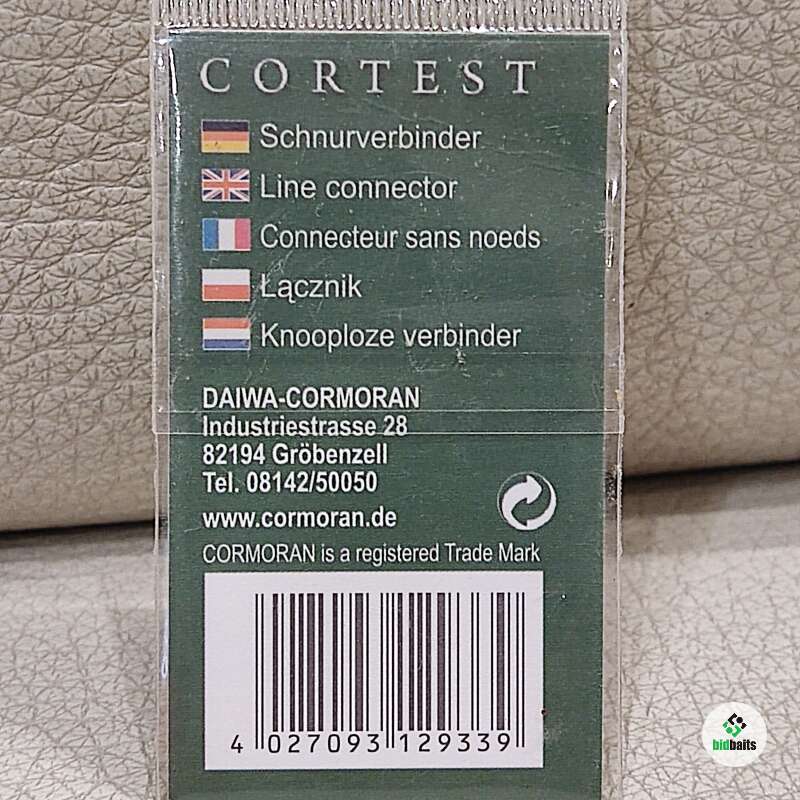 CORTEST
Schnurverbinder
Line connector
Connecteur sans noeds
Łącznik
Knooploze verbinder
DAIWA-CORMORAN
Industriestrasse 28
82194 Gröbenzell
Tel. 08142/50050
www.cormoran.de
CORMORAN is a registered Trade Mark
4 027093 129339
bidbaits